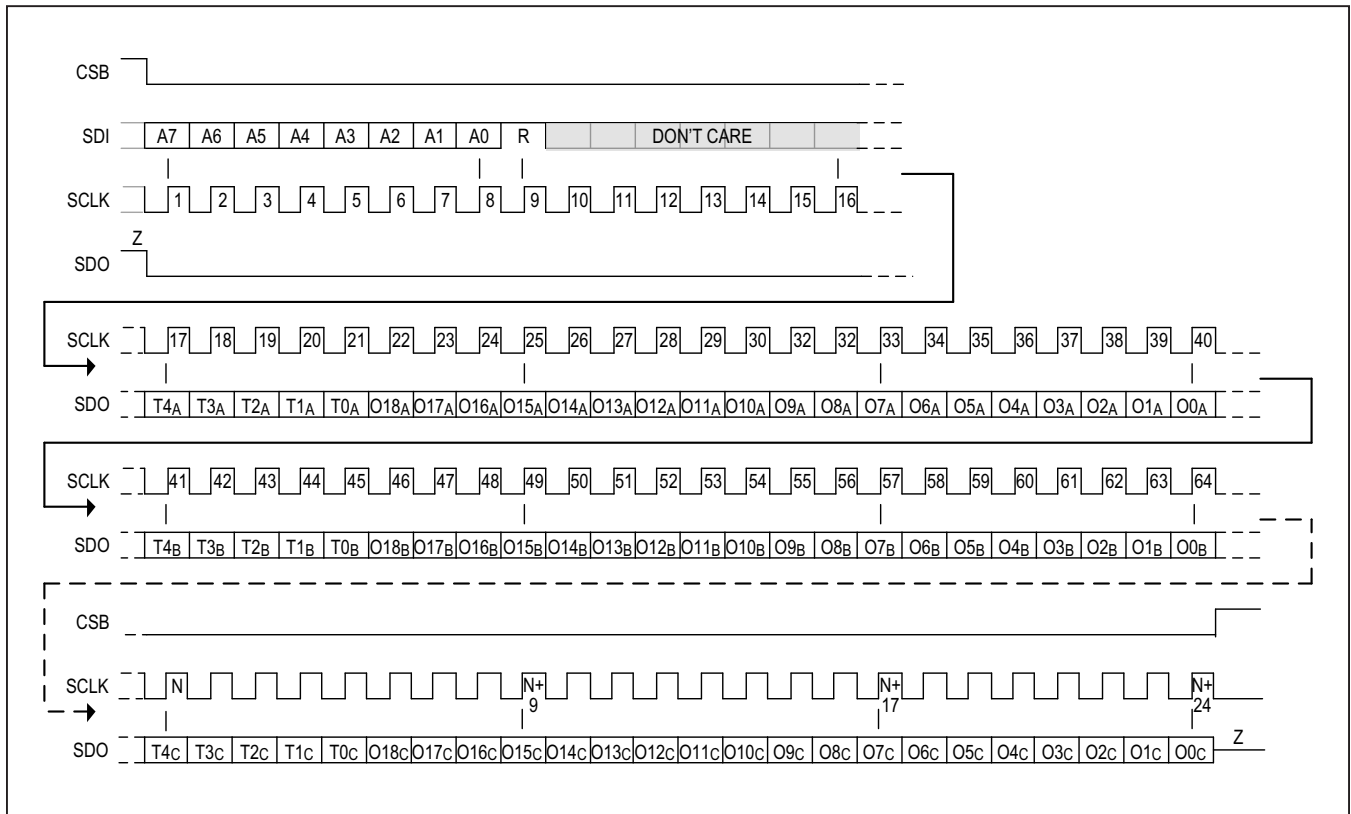 CSB
SDI A7 A6 A5 A4 A3 A2 A1 A0 R DON'T CARE
SCLK 1 2 3 4 5 6 7 8 9 10 11 12 13 14 15 16
Z
SDO
SCLK 17 18 19 20 21 22 23 24 25 26 27 28 29 30 32 32 33 34 35 36 37 38 39 40
SDO T4A T3A T2A T1A T0A O18A O17A O16A O15A O14A O13A O12A O11A O10A O9A O8A O7A O6A O5A O4A O3A O2A O1A O0A
SCLK 41 42 43 44 45 46 47 48 49 50 51 52 53 54 55 56 57 58 59 60 61 62 63 64
SDO T4B T3B T2B T1B T0B O18B O17B O16B O15B O14B O13B O12B O11B O10B O9B O8B O7B O6B O5B O4B O3B O2B O1B O0B
CSB
SCLK N N+9 N+17 N+24
SDO T4C T3C T2C T1C T0C O18C O17C O16C O15C O14C O13C O12C O11C O10C O9C O8C O7C O6C O5C O4C O3C O2C O1C O0C Z